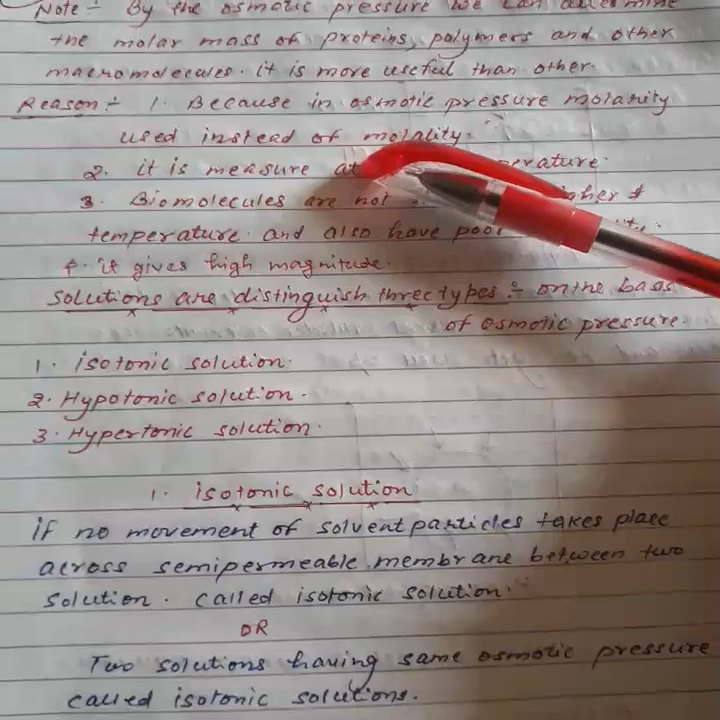 Note :- By the osmotic pressure we can
the molar mass of proteins, polymers and other
macromolecules. it is more useful than other.
Reason :- 1. Because in osmotic pressure molarity
used instead of molality.
2. it is measure at
3. Biomolecules are not
temperature. and also have poor
4. it gives high magnitude.
Solutions are distinguish three types :- on the basis
of osmotic pressure.
1. isotonic solution.
2. Hypotonic solution.
3. Hypertonic solution.
1. isotonic solution
if no movement of solvent particles takes place
across semipermeable membrane between two
solution. called isotonic solution.
OR
Two solutions having same osmotic pressure
called isotonic solutions.